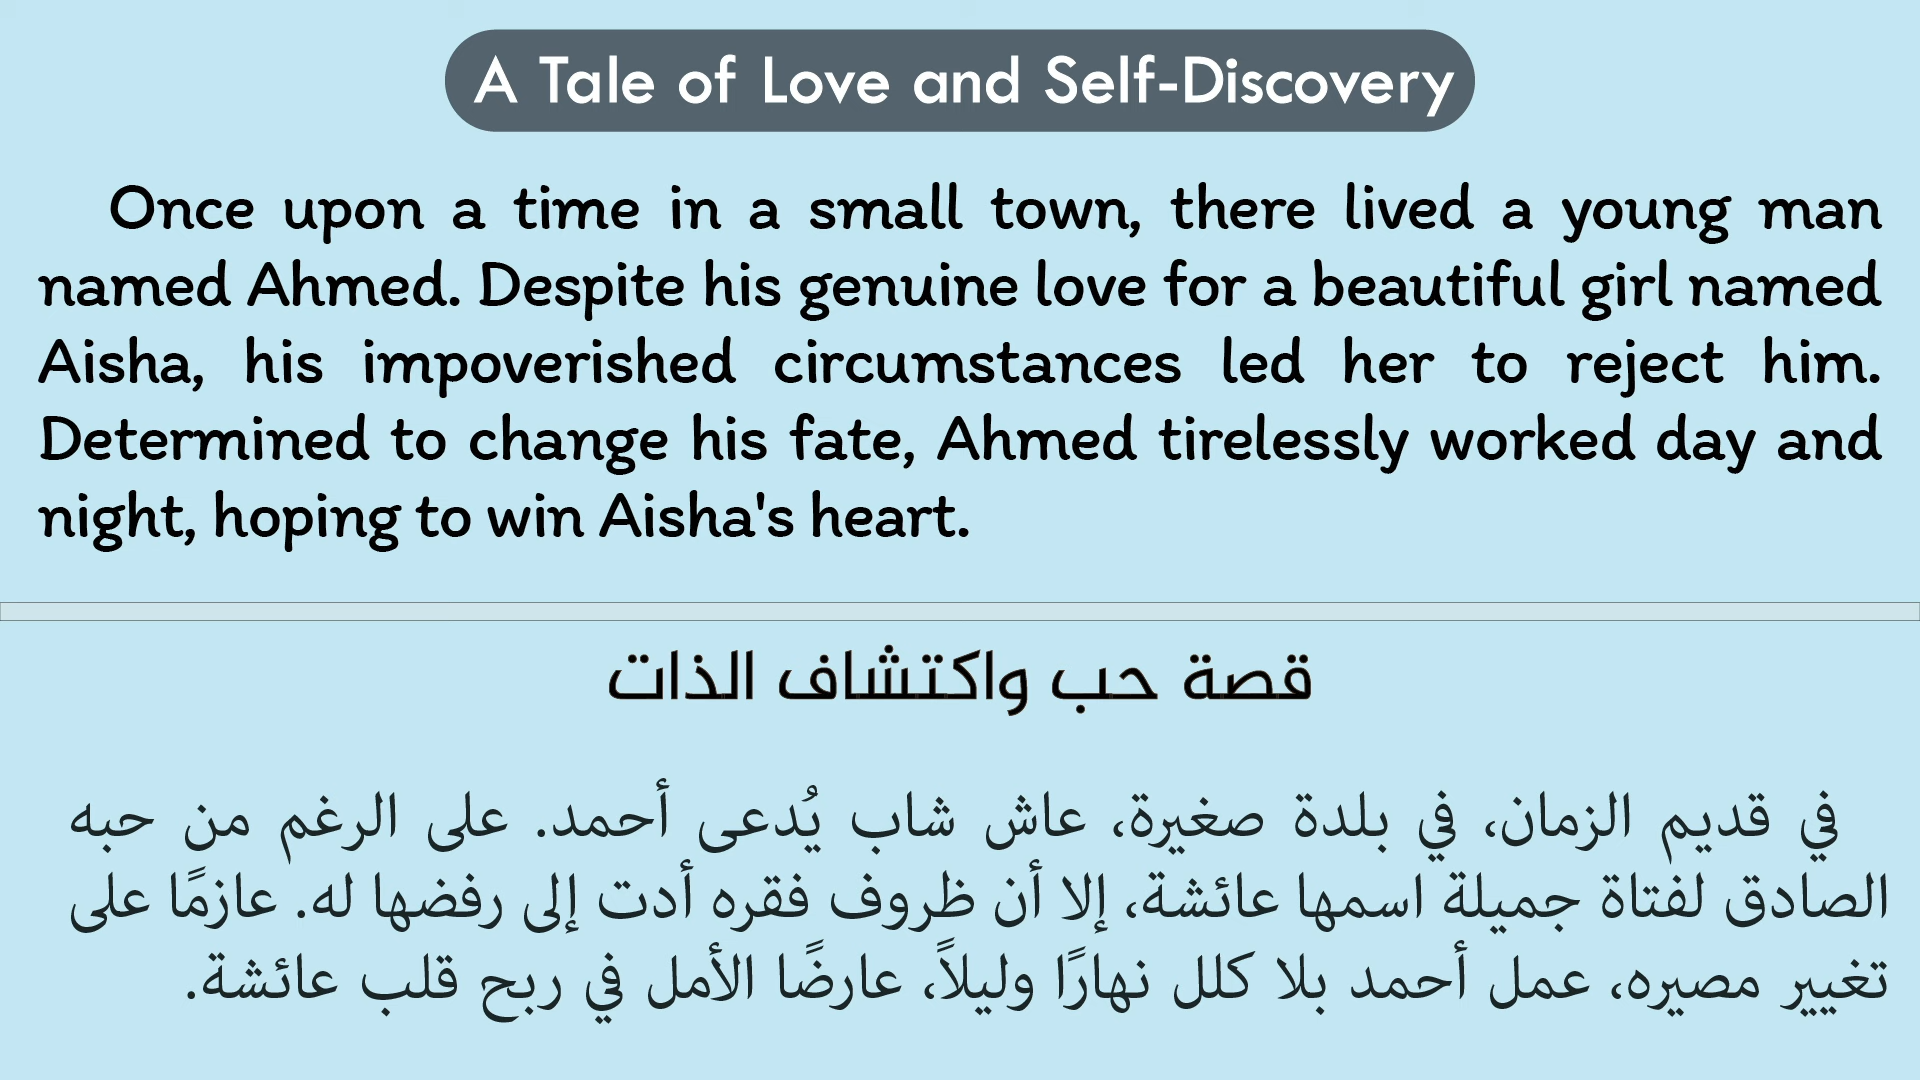 A Tale of Love and Self-Discovery
Once upon a time in a small town, there lived a young man
named Ahmed. Despite his genuine love for a beautiful girl named
Aisha, his impoverished circumstances led her to reject him.
Determined to change his fate, Ahmed tirelessly worked day and
night, hoping to win Aisha's heart.
قصة حب واكتشاف الذات
في قديم الزمان، في بلدة صغيرة، عاش شاب يُدعى أحمد. على الرغم من حبه
الصادق لفتاة جميلة اسمها عائشة، إلا أن ظروف فقره أدت إلى رفضها له. عازمًا على
تغيير مصيره، عمل أحمد بلا كلل نهارًا وليلاً، عارضًا الأمل في ربح قلب عائشة.